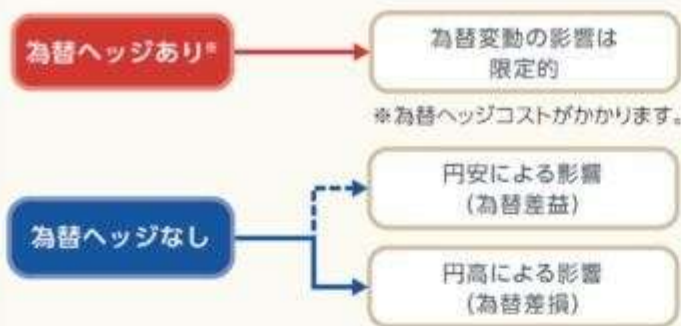 為替ヘッジあり※
為替変動の影響は
限定的
※為替ヘッジコストがかかります。
為替ヘッジなし
円安による影響
(為替差益)
円高による影響
(為替差損)